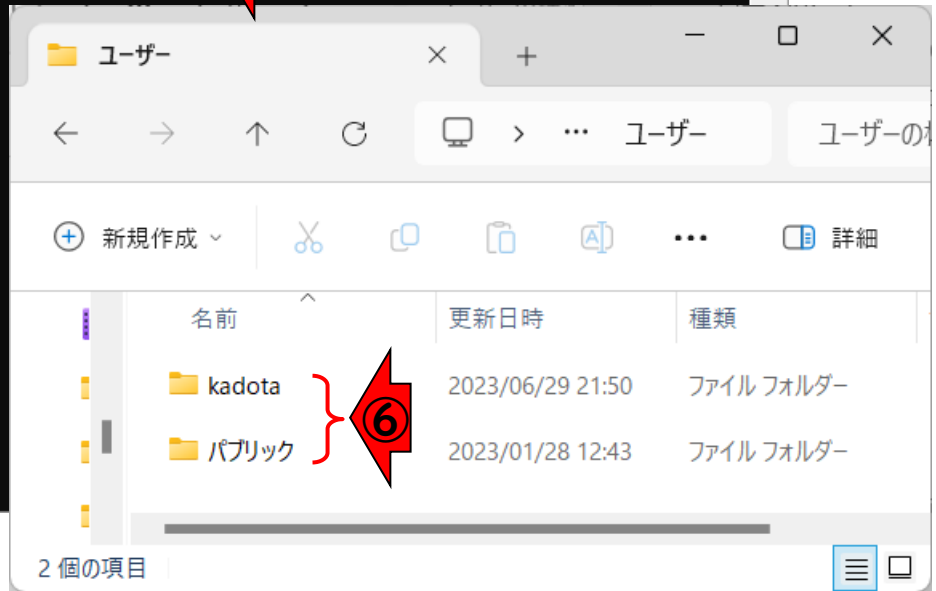 ユーザー
ユーザー
ユーザーの
新規作成
詳細
名前 更新日時 種類
kadota 2023/06/29 21:50 ファイル フォルダー
パブリック 2023/01/28 12:43 ファイル フォルダー
⑥
2 個の項目